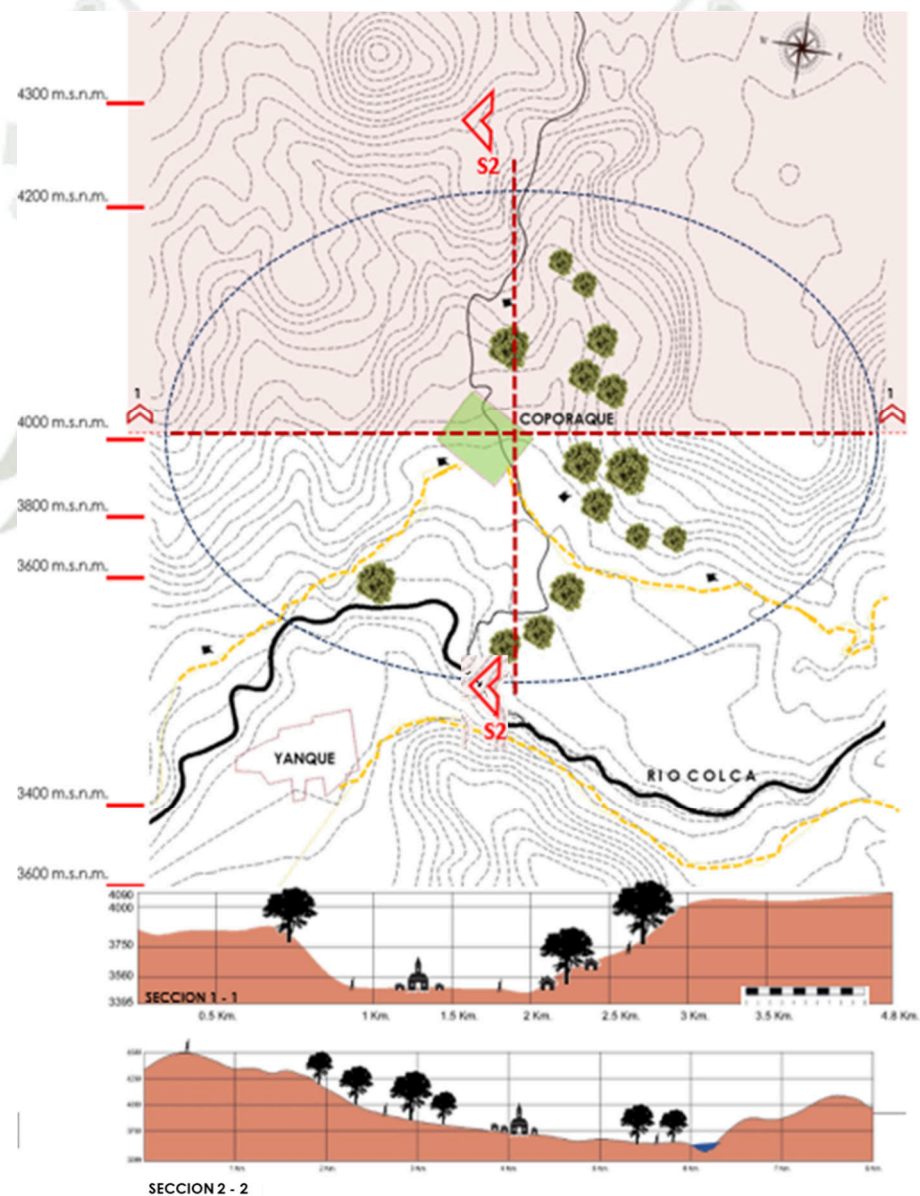 W
E
4300 m.s.n.m.
S2
4200 m.s.n.m.
1
1
4000 m.s.n.m.
COPORAQUE
3800 m.s.n.m.
3600 m.s.n.m.
S2
YANQUE
RIO COLCA
3400 m.s.n.m.
3600 m.s.n.m.
4000
3750
3560
3395
SECCION 1 - 1
0.5 Km. 1 Km. 1.5 Km. 2 Km. 2.5 Km. 3 Km. 3.5 Km. 4.8 Km.
SECCION 2 - 2